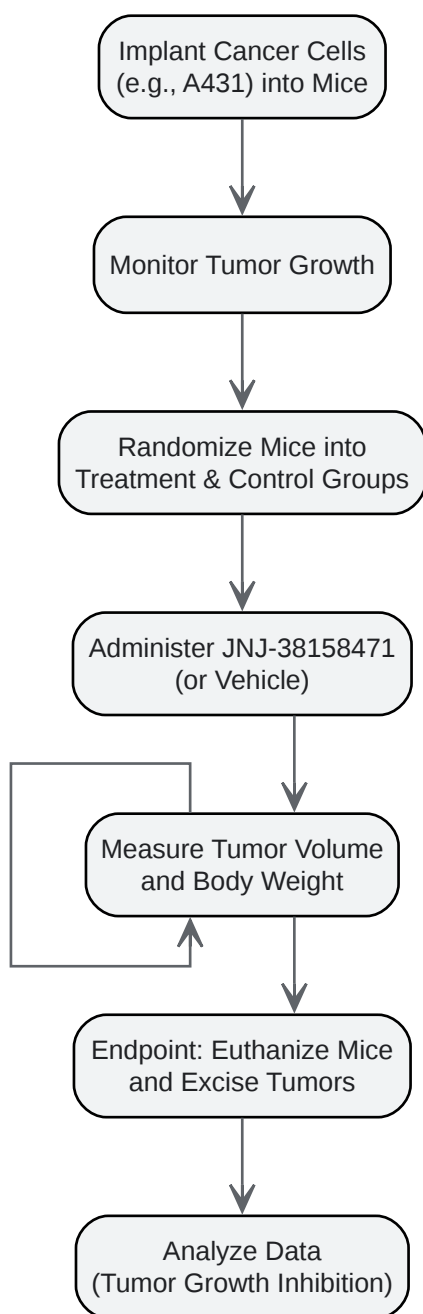 Implant Cancer Cells
(e.g., A431) into Mice
Monitor Tumor Growth
Randomize Mice into
Treatment & Control Groups
Administer JNJ-38158471
(or Vehicle)
Measure Tumor Volume
and Body Weight
Endpoint: Euthanize Mice
and Excise Tumors
Analyze Data
(Tumor Growth Inhibition)